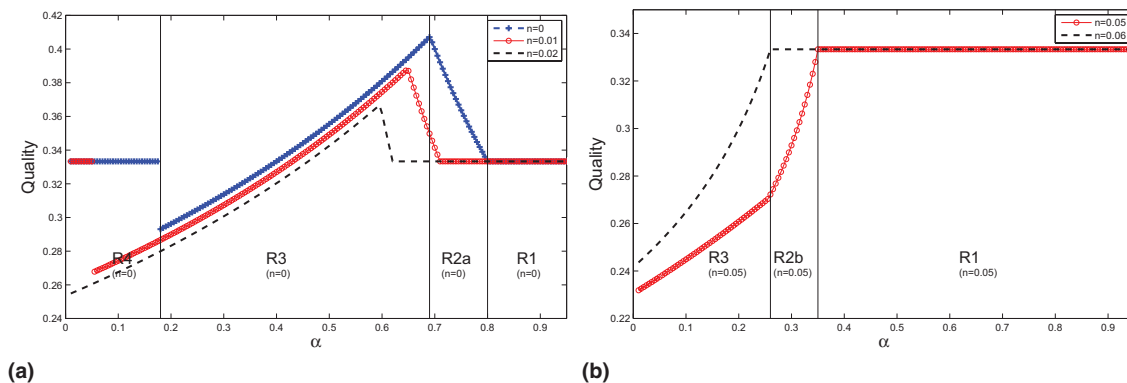 0.42
0.4
0.38
0.36
0.34
0.32
0.3
0.28
0.26
0.24
Quality
n=0
n=0.01
n=0.02
R4
(n=0)
R3
(n=0)
R2a
(n=0)
R1
(n=0)
0 0.1 0.2 0.3 0.4 0.5 0.6 0.7 0.8 0.9
α
(a)
0.34
0.32
0.3
0.28
0.26
0.24
0.22
Quality
n=0.05
n=0.06
R3
(n=0.05)
R2b
(n=0.05)
R1
(n=0.05)
0 0.1 0.2 0.3 0.4 0.5 0.6 0.7 0.8 0.9
α
(b)